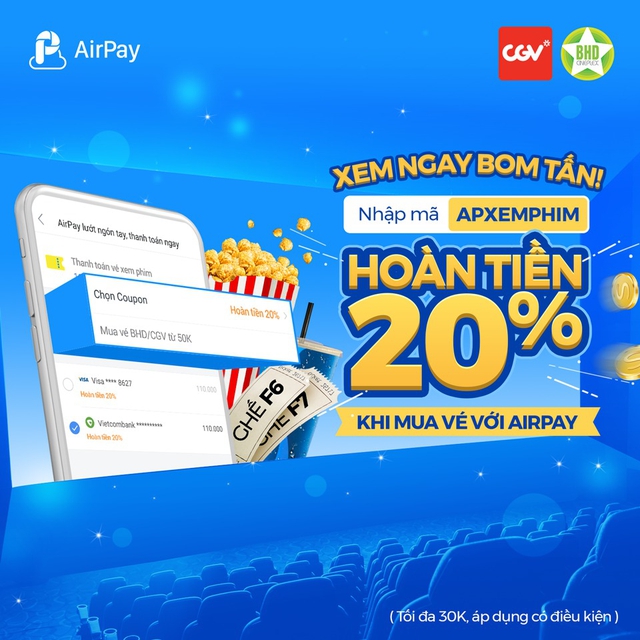 AirPay
CGV
BHD
CINEPLEX
XEM NGAY BOM TẤN!
Nhập mã APXEMPHIM
HOÀN TIỀN
20%
KHI MUA VÉ VỚI AIRPAY
AirPay lướt ngón tay, thanh toán ngay
Thanh toán vé xem phim
Chọn Coupon
Hoàn tiền 20%
Mua vé BHD/CGV từ 50K
VISA Visa **** 8627 110.000
Hoàn tiền 20%
Vietcombank ********** 110.000
Hoàn tiền 20%
GHẾ F6
GHẾ F7
( Tối đa 30K, áp dụng có điều kiện )